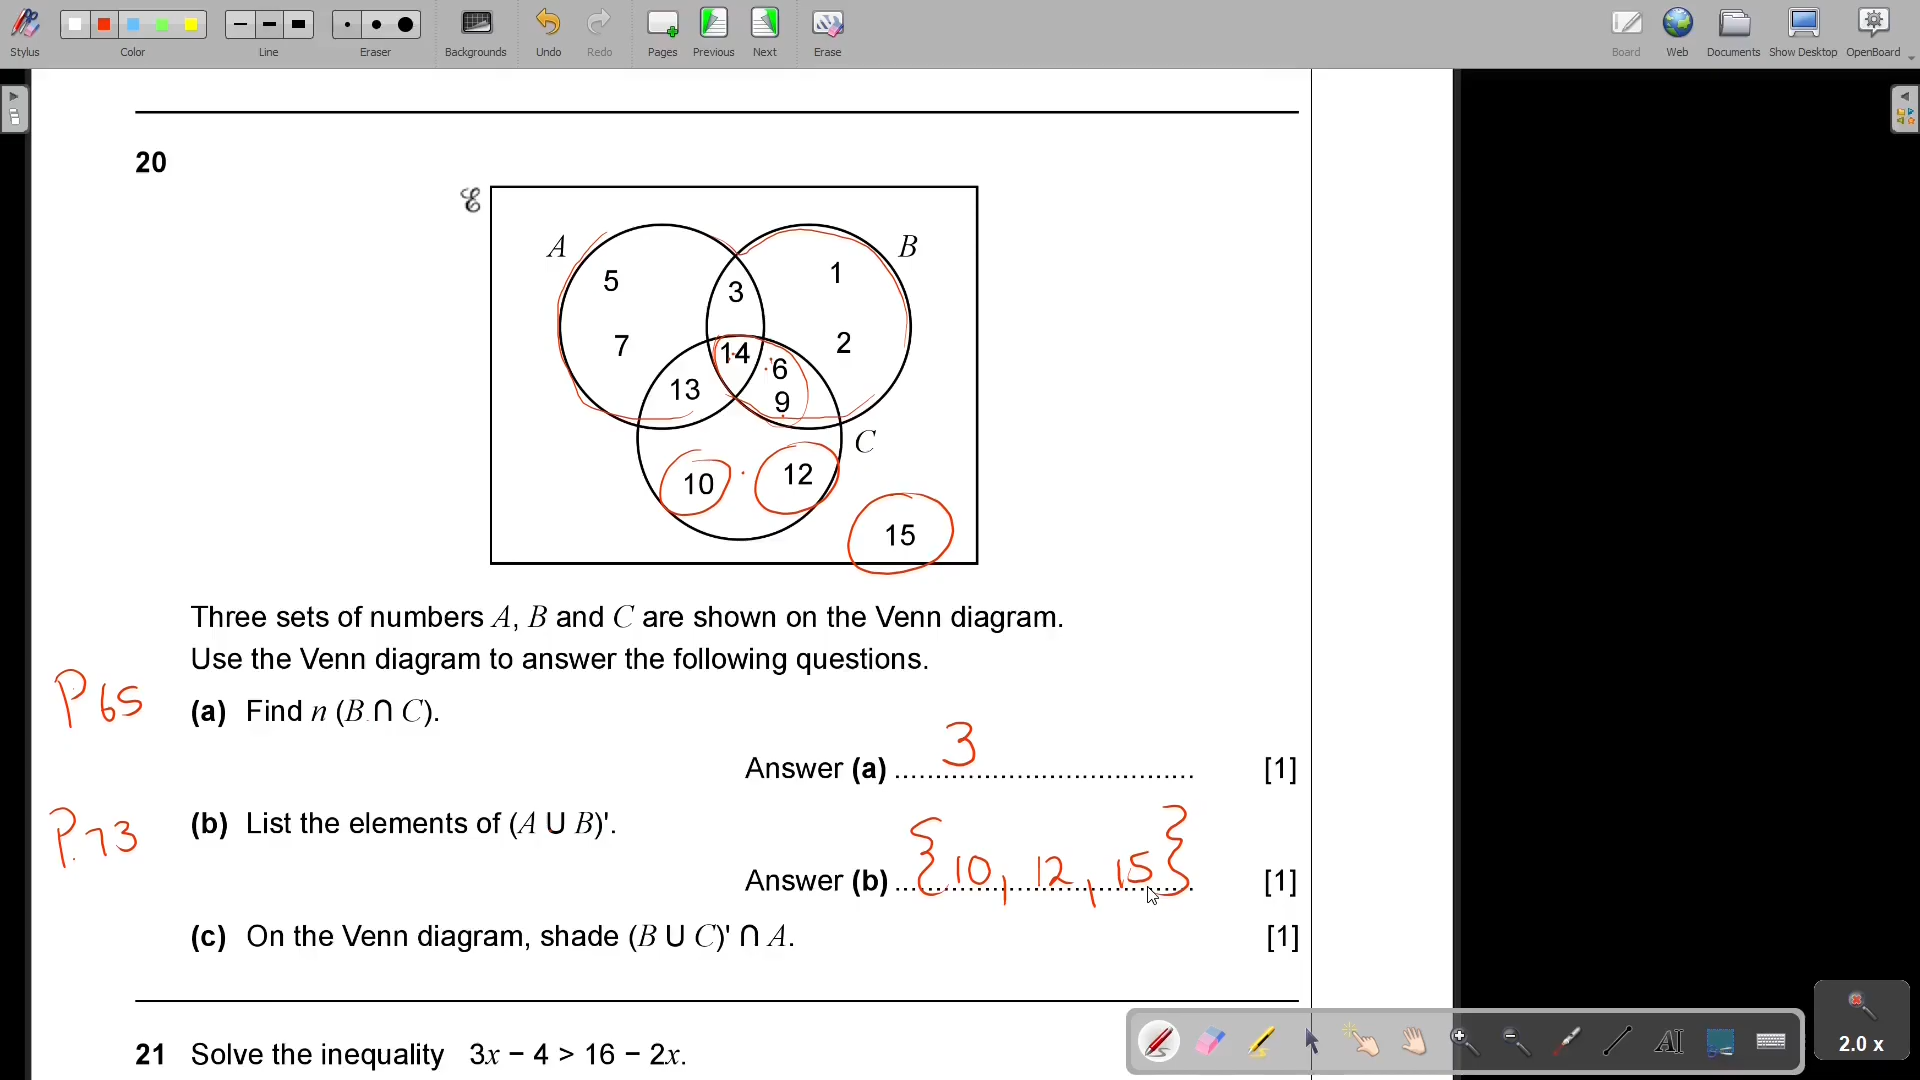 Stylus Color Line Eraser Backgrounds Undo Redo Pages Previous Next Erase Board Web Documents Show Desktop OpenBoard
20
ℰ
A B
5 3 1
7 14 6 2
13 9
C
10 12
15
Three sets of numbers A, B and C are shown on the Venn diagram.
Use the Venn diagram to answer the following questions.
P65 (a) Find n (B ∩ C).
3
Answer (a) .................................... [1]
P.73 (b) List the elements of (A ∪ B)'.
{10, 12, 15}
Answer (b) .................................... [1]
(c) On the Venn diagram, shade (B ∪ C)' ∩ A. [1]
21 Solve the inequality 3x − 4 > 16 − 2x.
AI
2.0 x